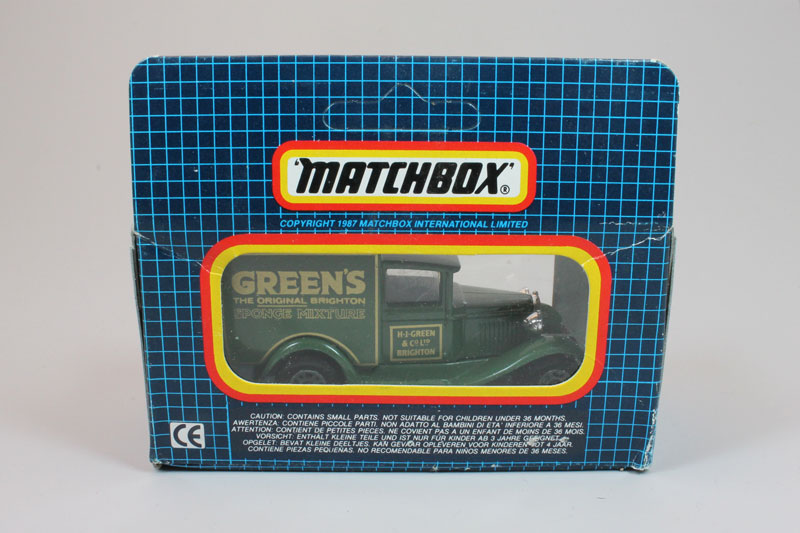 "MATCHBOX"®
COPYRIGHT 1987 MATCHBOX INTERNATIONAL LIMITED
GREEN'S
THE ORIGINAL BRIGHTON
SPONGE MIXTURE
H·J·GREEN
& Co. LTD
BRIGHTON
CE
CAUTION: CONTAINS SMALL PARTS. NOT SUITABLE FOR CHILDREN UNDER 36 MONTHS.
AWERTENZA: CONTIENE PICCOLE PARTI. NON ADATTO AL BAMBINI DI ETA' INFERIORE A 36 MESI.
ATTENTION: CONTIENT DE PETITES PIECES. NE CONVIENT PAS A UN ENFANT DE MOINS DE 36 MOIS.
VORSICHT: ENTHÄLT KLEINE TEILE UND IST NUR FÜR KINDER AB 3 JAHRE GEEIGNET.
OPGELET: BEVAT KLEINE DEELTJES, KAN GEVAAR OPLEVEREN VOOR KINDEREN TOT 4 JAAR.
CONTIENE PIEZAS PEQUENAS. NO RECOMENDABLE PARA NIÑOS MENORES DE 36 MESES.